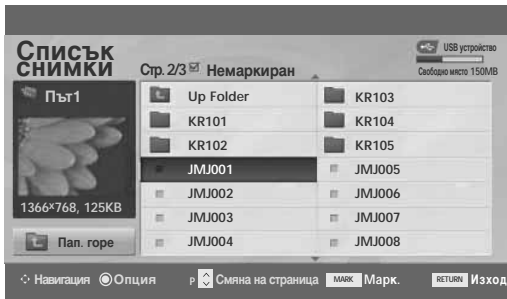 Списък
снимки
Стр. 2/3 Немаркиран
USB устройство
Свободно място 150MB
Път1
1366×768, 125KB
Пап. горе
Up Folder
KR101
KR102
JMJ001
JMJ002
JMJ003
JMJ004
KR103
KR104
KR105
JMJ005
JMJ006
JMJ007
JMJ008
Навигация Опция P Смяна на страница MARK Марк. RETURN Изход